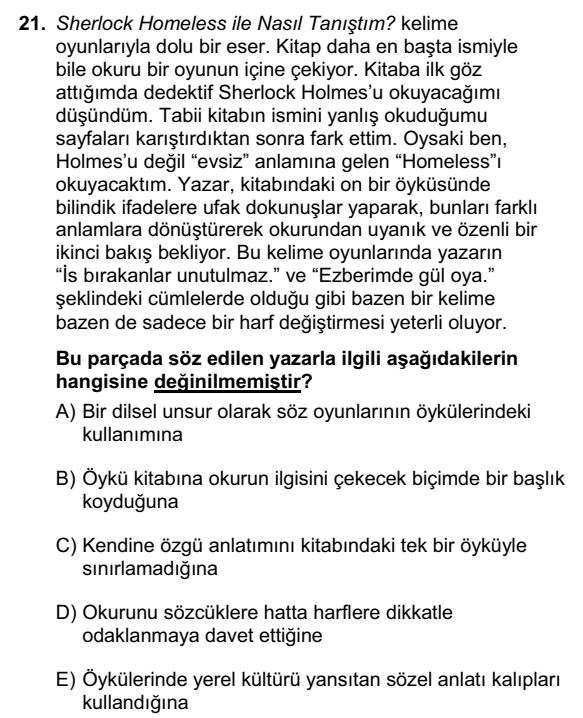 21. Sherlock Homeless ile Nasıl Tanıştım? kelime
oyunlarıyla dolu bir eser. Kitap daha en başta ismiyle
bile okuru bir oyunun içine çekiyor. Kitaba ilk göz
attığımda dedektif Sherlock Holmes’u okuyacağımı
düşündüm. Tabii kitabın ismini yanlış okuduğumu
sayfaları karıştırdıktan sonra fark ettim. Oysaki ben,
Holmes’u değil “evsiz” anlamına gelen “Homeless”ı
okuyacaktım. Yazar, kitabındaki on bir öyküsünde
bilindik ifadelere ufak dokunuşlar yaparak, bunları farklı
anlamlara dönüştürerek okurundan uyanık ve özenli bir
ikinci bakış bekliyor. Bu kelime oyunlarında yazarın
“İs bırakanlar unutulmaz.” ve “Ezberimde gül oya.”
şeklindeki cümlelerde olduğu gibi bazen bir kelime
bazen de sadece bir harf değiştirmesi yeterli oluyor.
Bu parçada söz edilen yazarla ilgili aşağıdakilerin
hangisine değinilmemiştir?
A) Bir dilsel unsur olarak söz oyunlarının öykülerindeki
kullanımına
B) Öykü kitabına okurun ilgisini çekecek biçimde bir başlık
koyduğuna
C) Kendine özgü anlatımını kitabındaki tek bir öyküyle
sınırlamadığına
D) Okurunu sözcüklere hatta harflere dikkatle
odaklanmaya davet ettiğine
E) Öykülerinde yerel kültürü yansıtan sözel anlatı kalıpları
kullandığına